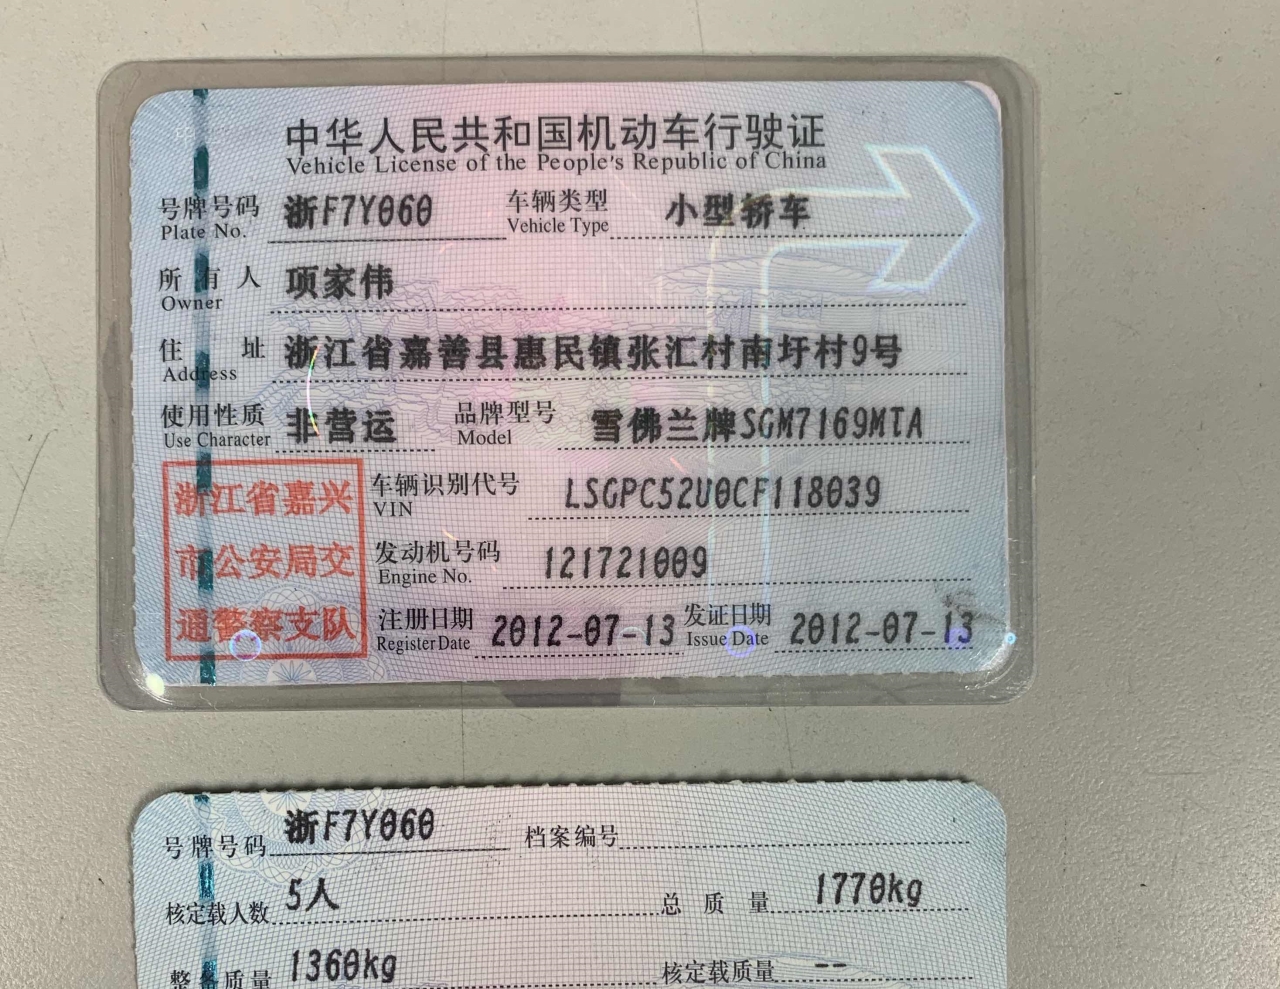 中华人民共和国机动车行驶证
Vehicle License of the People's Republic of China
号牌号码 浙F7Y060 车辆类型 小型轿车
Plate No. Vehicle Type
所有人 项家伟
Owner
住址 浙江省嘉善县惠民镇张汇村南圩村9号
Address
使用性质 非营运 品牌型号 雪佛兰牌SGM7169MTA
Use Character Model
浙江省嘉兴
市公安局交
通警察支队
车辆识别代号 LSGPC52U0CF118039
VIN
发动机号码 121721009
Engine No.
注册日期 2012-07-13 发证日期 2012-07-13
Register Date Issue Date
号牌号码 浙F7Y060 档案编号
核定载人数 5人 总质量 1770kg
整备质量 1360kg 核定载质量 --